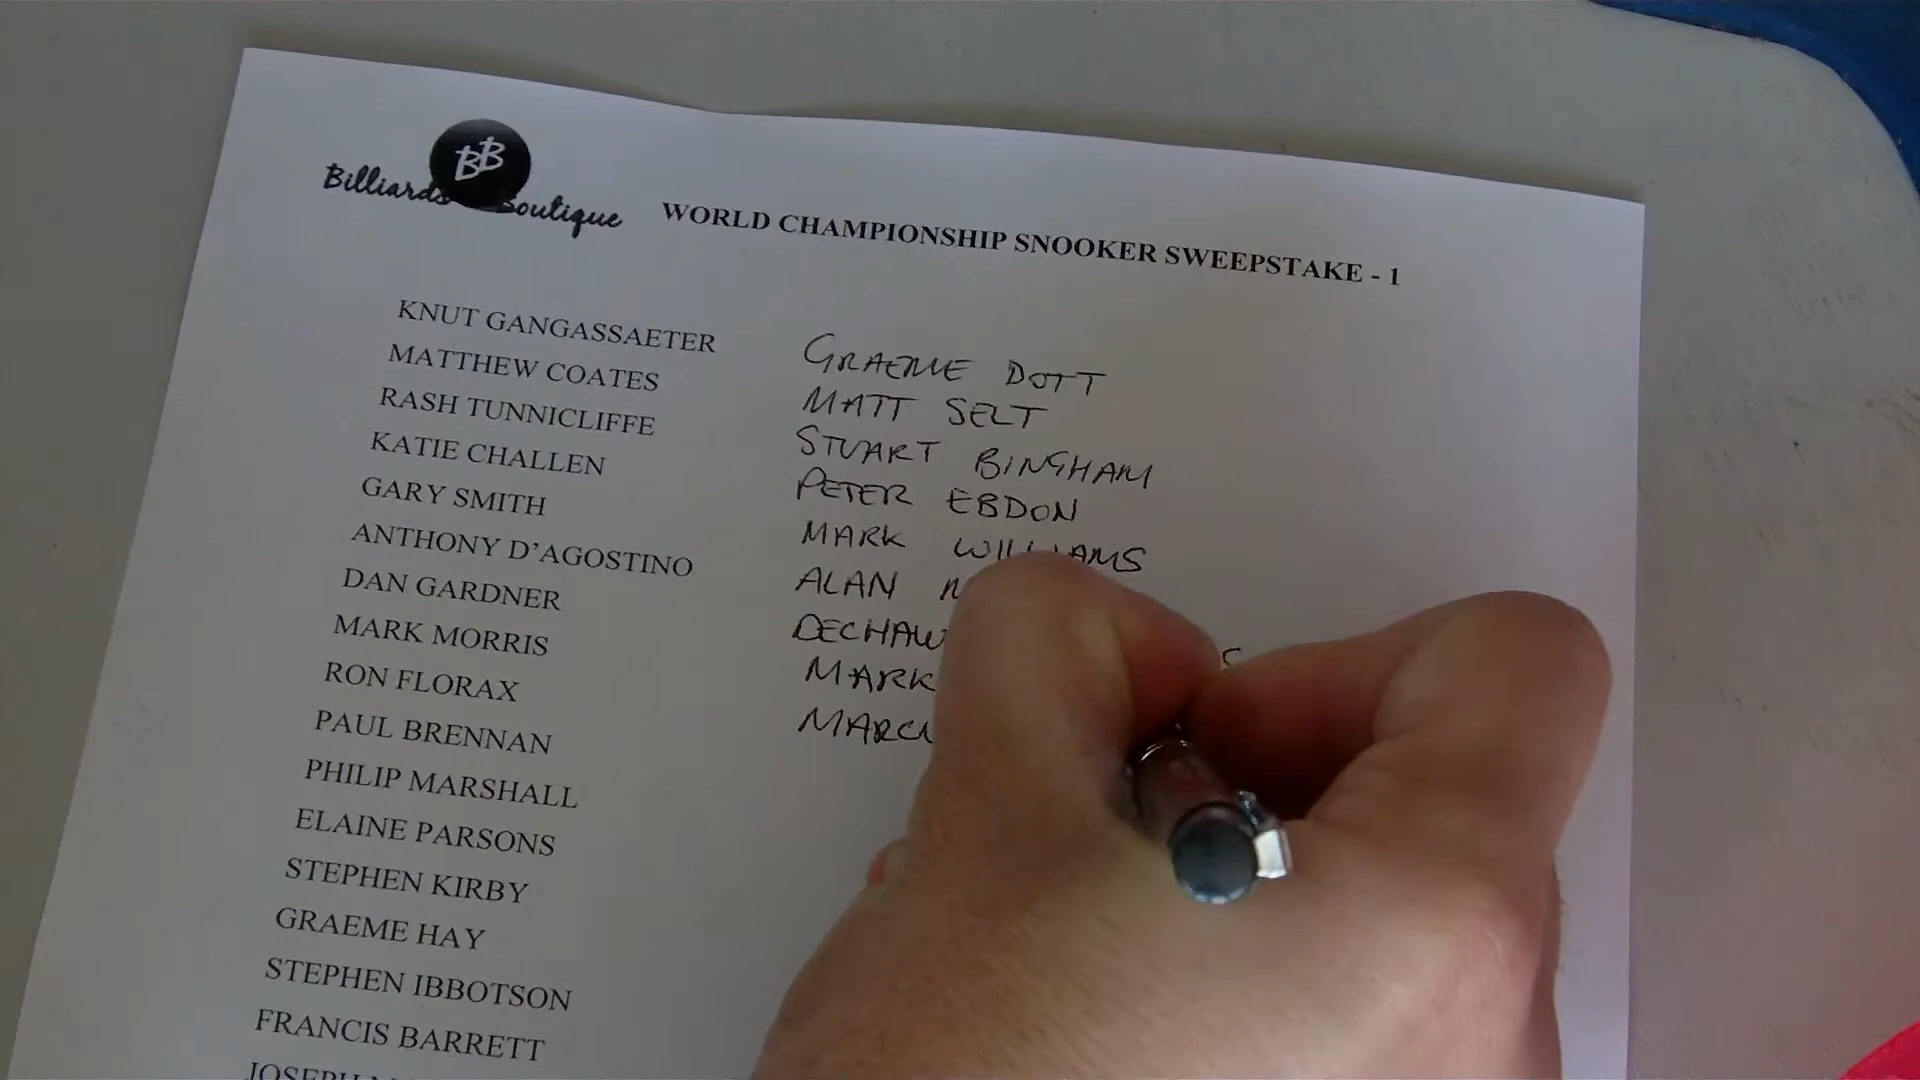 BB
Billiards Boutique
WORLD CHAMPIONSHIP SNOOKER SWEEPSTAKE - 1
KNUT GANGASSAETER GRAEME DOTT
MATTHEW COATES MATT SELT
RASH TUNNICLIFFE STUART BINGHAM
KATIE CHALLEN PETER EBDON
GARY SMITH MARK WILLIAMS
ANTHONY D'AGOSTINO ALAN
DAN GARDNER
MARK MORRIS MARK
RON FLORAX
PAUL BRENNAN
PHILIP MARSHALL
ELAINE PARSONS
STEPHEN KIRBY
GRAEME HAY
STEPHEN IBBOTSON
FRANCIS BARRETT
JOSEPH